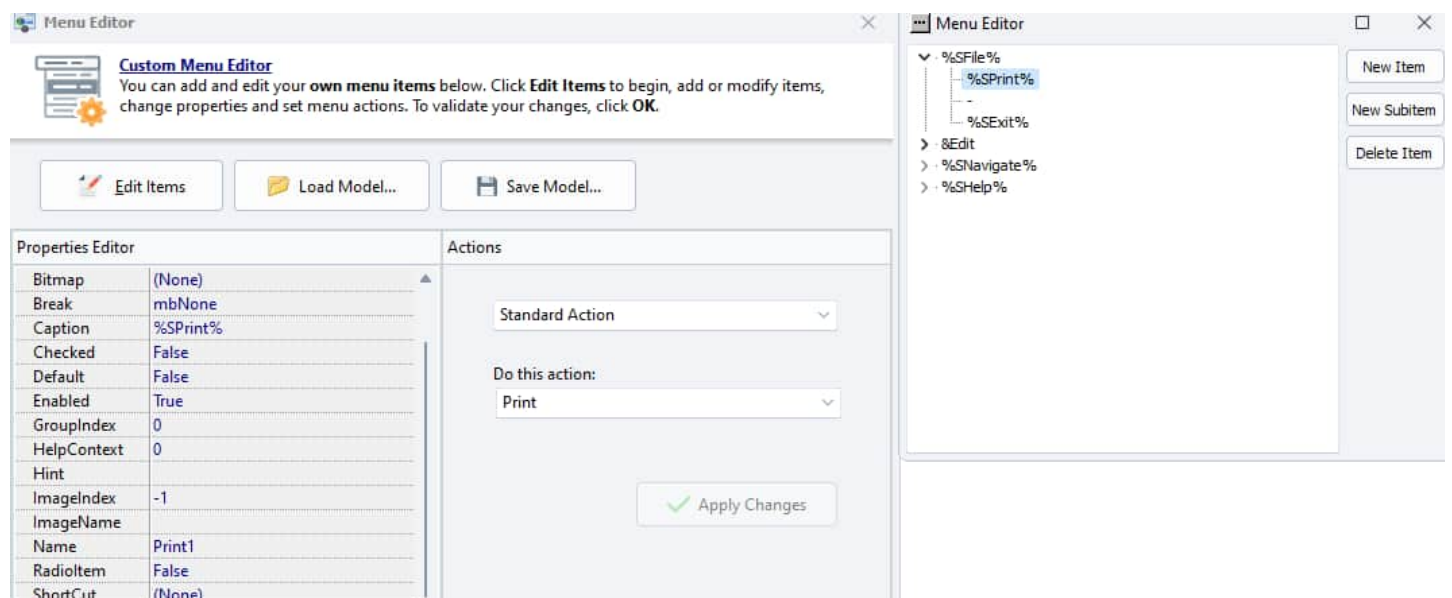 Menu Editor
Custom Menu Editor
You can add and edit your own menu items below. Click Edit Items to begin, add or modify items,
change properties and set menu actions. To validate your changes, click OK.
Edit Items
Load Model...
Save Model...
Properties Editor
Bitmap (None)
Break mbNone
Caption %SPrint%
Checked False
Default False
Enabled True
GroupIndex 0
HelpContext 0
Hint
ImageIndex -1
ImageName
Name Print1
RadioItem False
ShortCut (None)
Actions
Standard Action
Do this action:
Print
Apply Changes
Menu Editor
%SFile%
%SPrint%
-
%SExit%
&Edit
%SNavigate%
%SHelp%
New Item
New Subitem
Delete Item